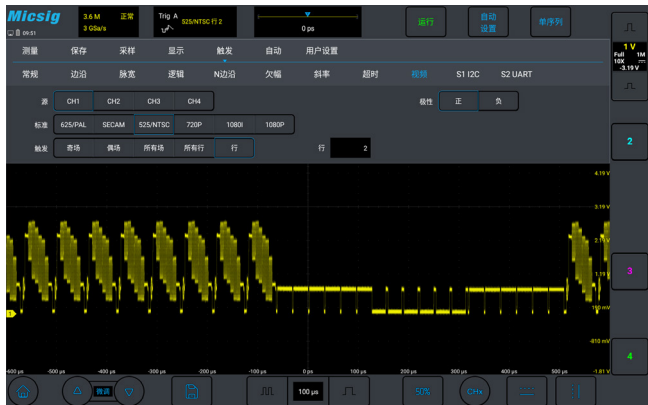 Micsig 3.6 M 正常 Trig A 525/NTSC 行 2 运行 自动 单序列
09:51 3 GSa/s 0 ps 设置
测量 保存 采样 显示 触发 自动 用户设置
1 V
Full 1M
10X
-3.19 V
常规 边沿 脉宽 逻辑 N边沿 欠幅 斜率 超时 视频 S1 I2C S2 UART
源 CH1 CH2 CH3 CH4 极性 正 负
标准 625/PAL SECAM 525/NTSC 720P 1080I 1080P
触发 奇场 偶场 所有场 所有行 行 行 2
2
4.19 V
3.19 V
2.19 V
3
1.19 V
190 mV
1
-810 mV
4
-500 µs -400 µs -300 µs -200 µs -100 µs 0 ps 100 µs 200 µs 300 µs 400 µs 500 µs -1.81 V
微调 100 µs 50% CH